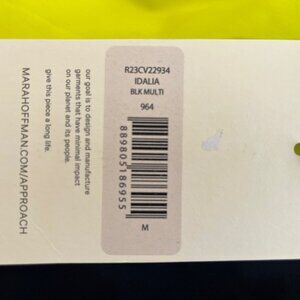 R23CV22934
IDALIA
BLK MULTI
964
889805186955
M
our goal is to design and manufacture
garments that have minimal impact
on our planet and its people.
give this piece a long life.
MARAHOFFMAN.COM/APPROACH